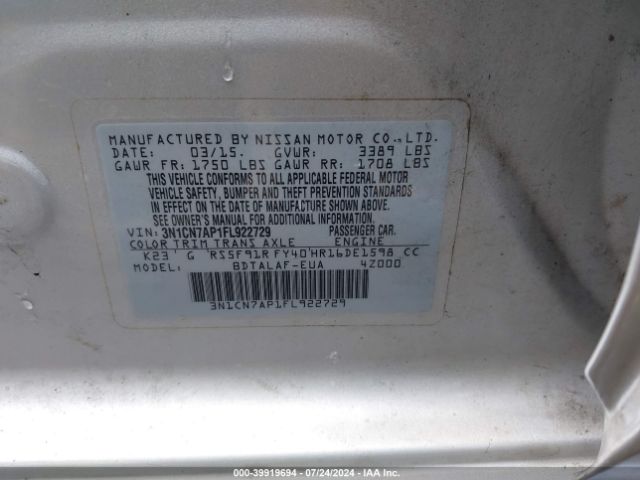 MANUFACTURED BY NISSAN MOTOR CO.,LTD.
DATE: 03/15. GVWR: 3389 LBS
GAWR FR: 1750 LBS GAWR RR: 1708 LBS
THIS VEHICLE CONFORMS TO ALL APPLICABLE FEDERAL MOTOR
VEHICLE SAFETY, BUMPER AND THEFT PREVENTION STANDARDS
IN EFFECT ON THE DATE OF MANUFACTURE SHOWN ABOVE.
SEE OWNER'S MANUAL FOR ADDITIONAL INFORMATION.
VIN: 3N1CN7AP1FL922729 PASSENGER CAR.
COLOR TRIM TRANS AXLE ENGINE
K23 G RS5F91R FY40 HR16DE1598 CC
MODEL: BDTALAF-EUA 4Z000
3N1CN7AP1FL922729
000-39919694 / 07/24/2024 - IAA Inc.